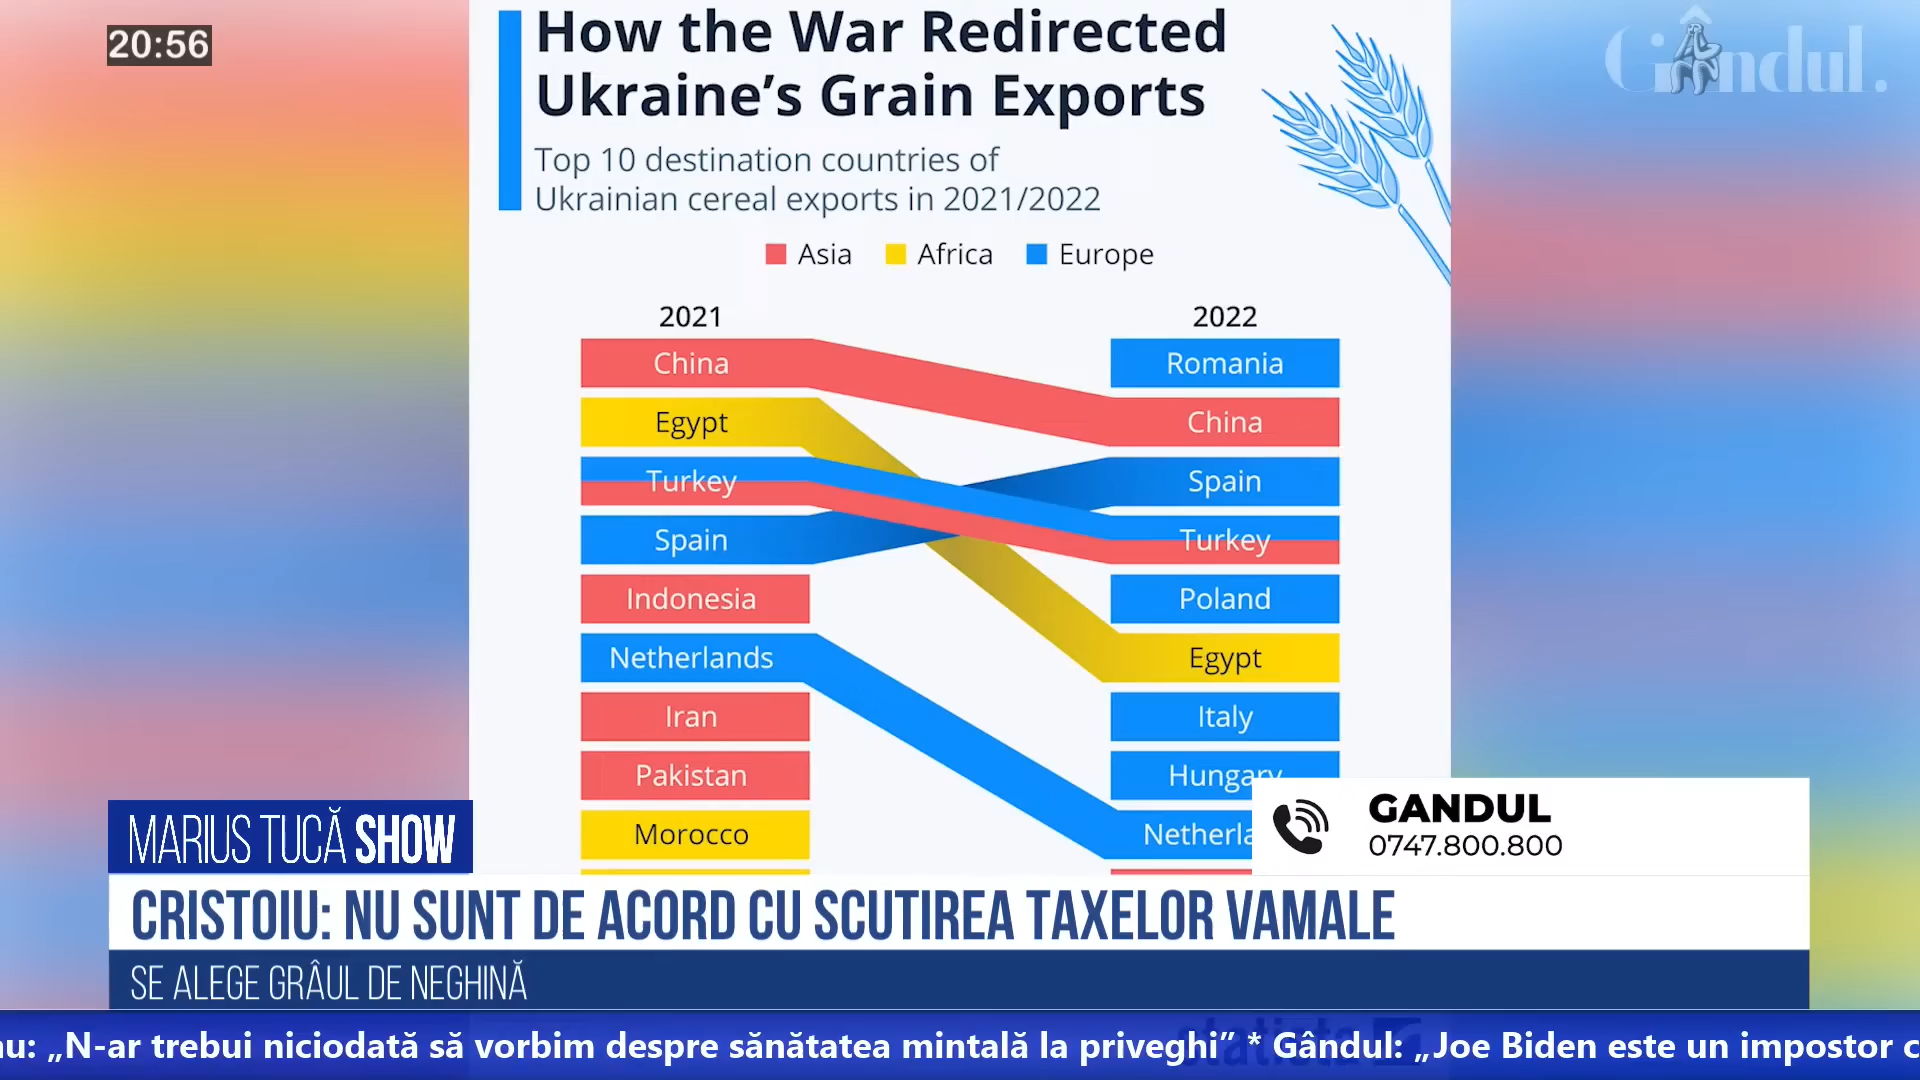 20:56
How the War Redirected
Ukraine’s Grain Exports
Gândul.
Top 10 destination countries of
Ukrainian cereal exports in 2021/2022
Asia Africa Europe
2021 2022
China Romania
Egypt China
Turkey Spain
Spain Turkey
Indonesia Poland
Netherlands Egypt
Iran Italy
Pakistan Hungary
Morocco Netherla
MARIUS TUCĂ SHOW
GANDUL
0747.800.800
CRISTOIU: NU SUNT DE ACORD CU SCUTIREA TAXELOR VAMALE
SE ALEGE GRÂUL DE NEGHINĂ
nu: „N-ar trebui niciodată să vorbim despre sănătatea mintală la priveghi” * Gândul: „Joe Biden este un impostor c